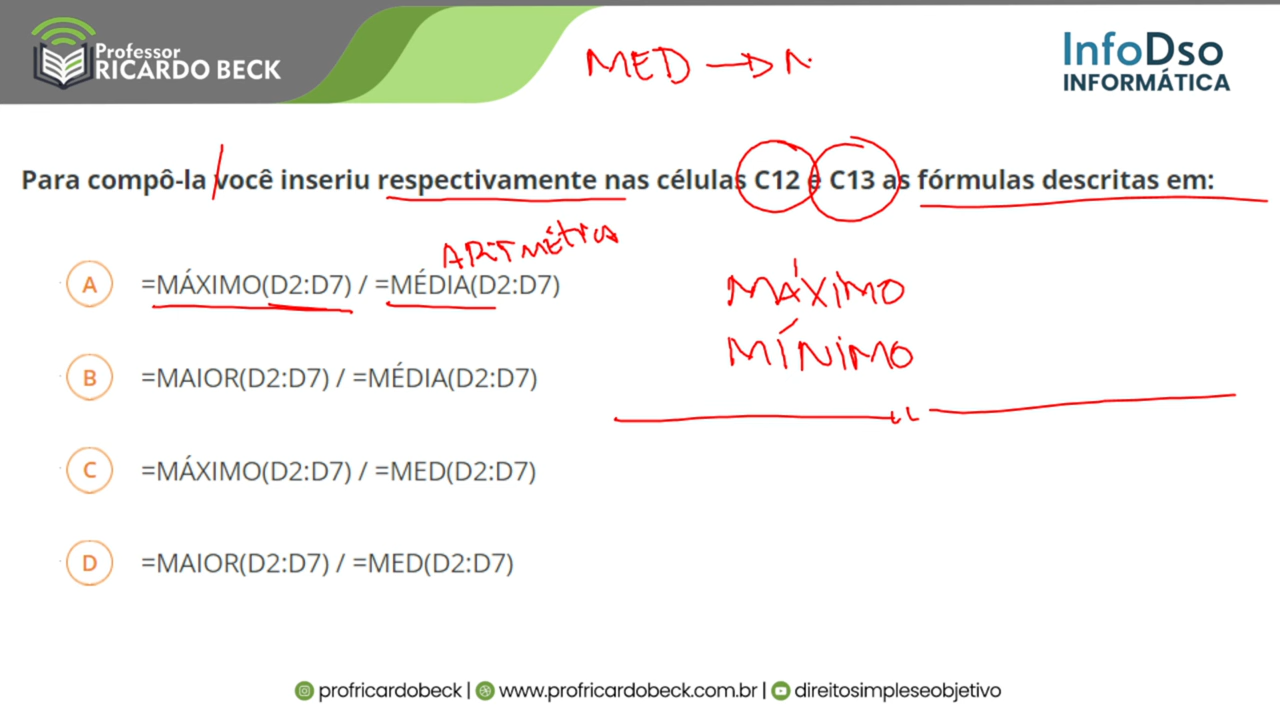 Professor
RICARDO BECK
MED → M
InfoDso
INFORMÁTICA
Para compô-la você inseriu respectivamente nas células C12 e C13 as fórmulas descritas em:
ARITMÉTICA
A =MÁXIMO(D2:D7) / =MÉDIA(D2:D7)
MÁXIMO
MÍNIMO
B =MAIOR(D2:D7) / =MÉDIA(D2:D7)
C =MÁXIMO(D2:D7) / =MED(D2:D7)
D =MAIOR(D2:D7) / =MED(D2:D7)
profricardobeck | www.profricardobeck.com.br | direitosimpleseobjetivo